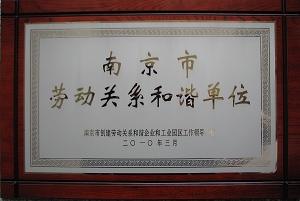 南京市
劳动关系和谐单位
南京市创建劳动关系和谐企业和工业园区工作领导
二〇一〇年三月